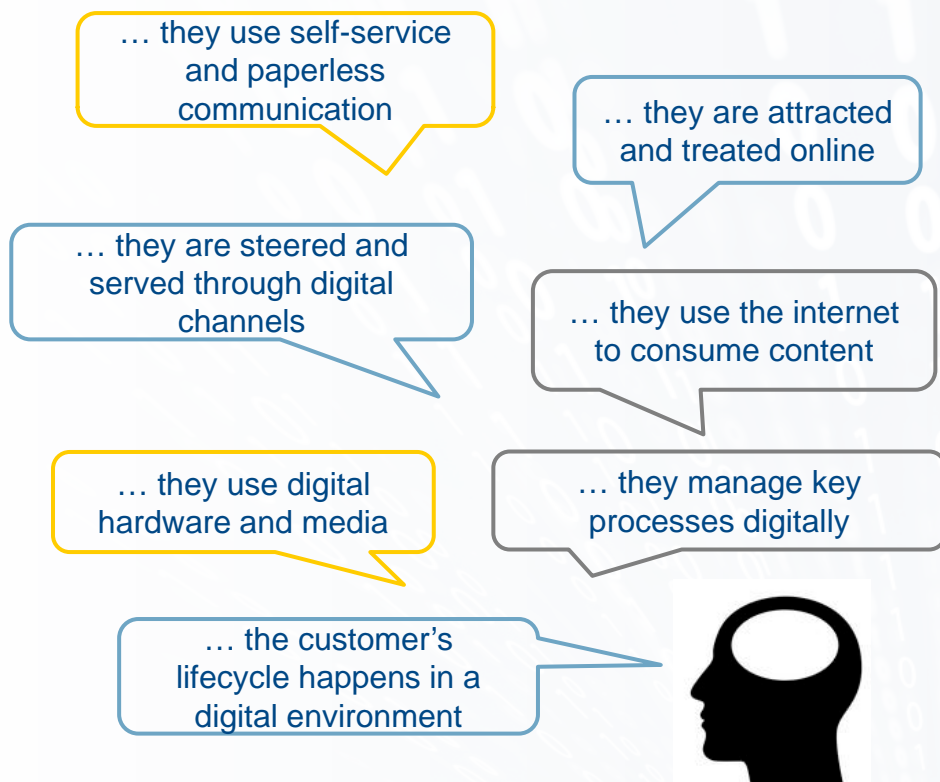 … they use self-service
and paperless
communication
… they are attracted
and treated online
… they are steered and
served through digital
channels
… they use the internet
to consume content
… they use digital
hardware and media
… they manage key
processes digitally
… the customer’s
lifecycle happens in a
digital environment